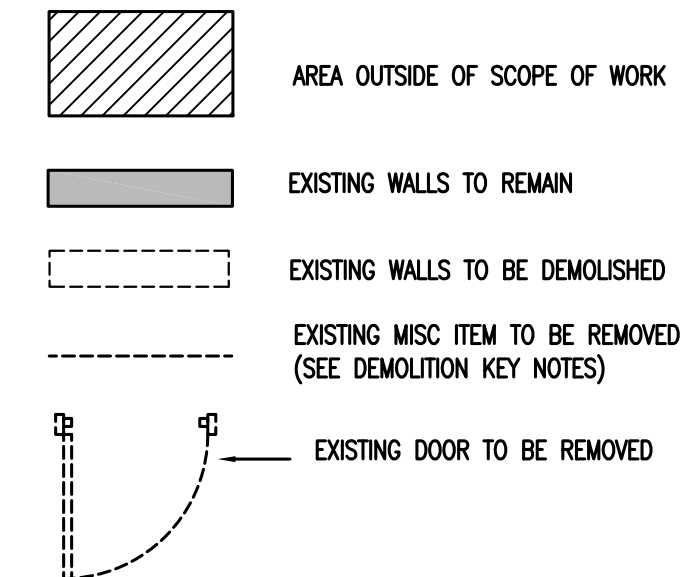 AREA OUTSIDE OF SCOPE OF WORK
EXISTING WALLS TO REMAIN
EXISTING WALLS TO BE DEMOLISHED
EXISTING MISC ITEM TO BE REMOVED
(SEE DEMOLITION KEY NOTES)
EXISTING DOOR TO BE REMOVED